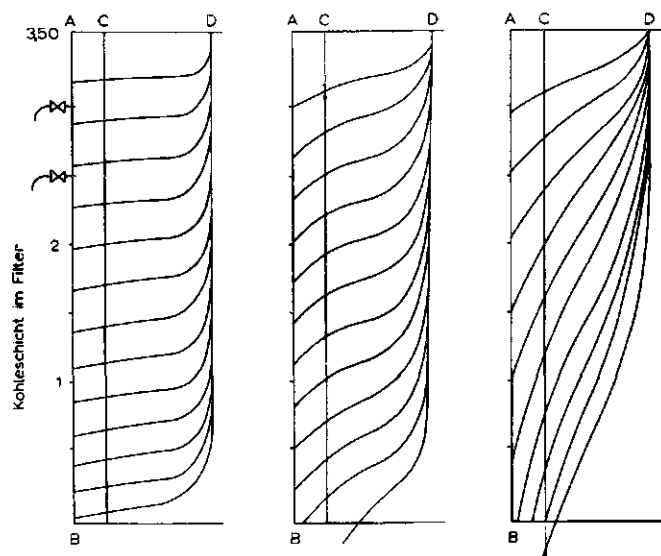 A C D A C D A C D
3,50
2
1
Kohleschicht im Filter
B B B